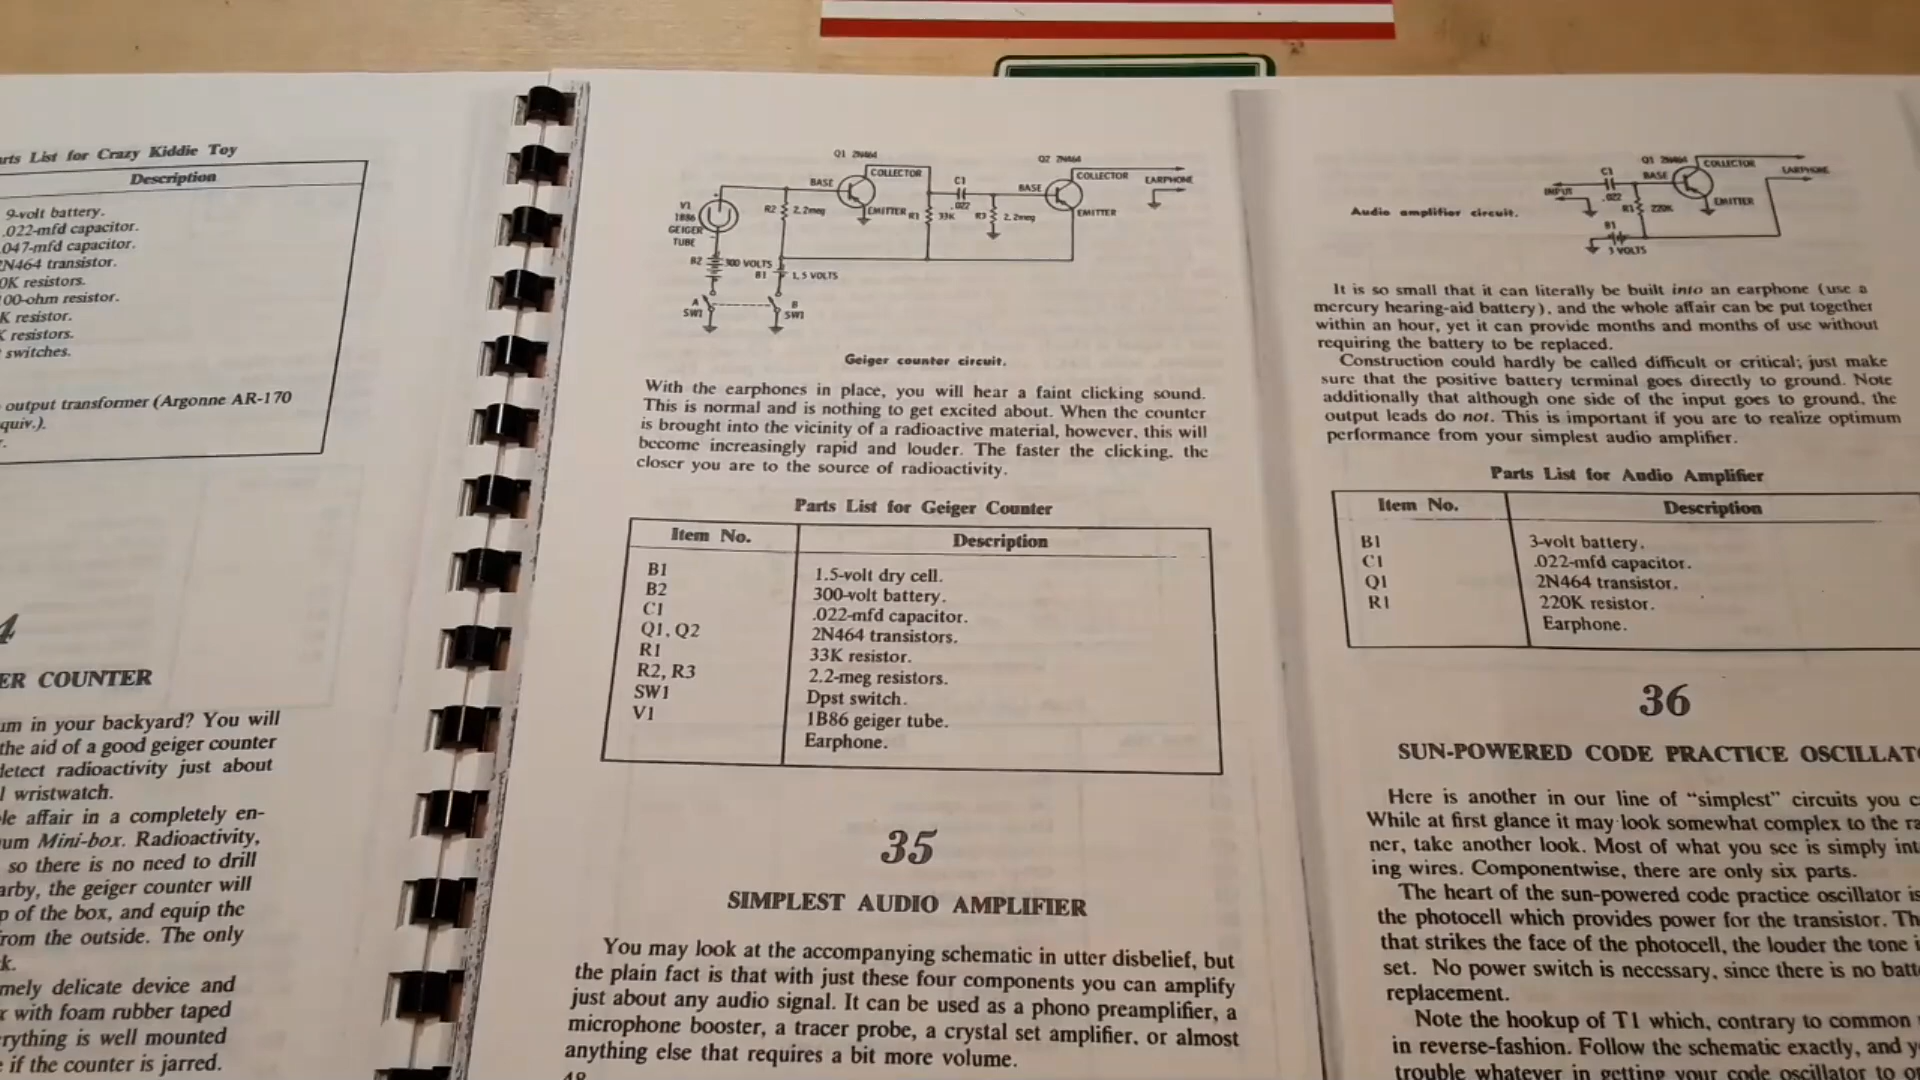 Parts List for Crazy Kiddie Toy
Description
9-volt battery.
.022-mfd capacitor.
.047-mfd capacitor.
2N464 transistor.
resistors.
100-ohm resistor.
K resistor.
K resistors.
switches.
output transformer (Argonne AR-170
4
ER COUNTER
in your backyard? You will
the aid of a good geiger counter
detect radioactivity just about
wristwatch.
affair in a completely en-
Mini-box. Radioactivity,
so there is no need to drill
the geiger counter will
of the box, and equip the
from the outside. The only
delicate device and
with foam rubber taped
everything is well mounted
if the counter is jarred.
Q1 2N464
COLLECTOR
BASE
EMITTER
V1
1B86
GEIGER
TUBE
R2
2.2meg
R1
33K
C1
.022
R3
2.2meg
Q2 2N464
BASE
COLLECTOR
EMITTER
EARPHONE
B2
300 VOLTS
B1
1.5 VOLTS
A
SW1
B
SW1
Geiger counter circuit.
With the earphones in place, you will hear a faint clicking sound.
This is normal and is nothing to get excited about. When the counter
is brought into the vicinity of a radioactive material, however, this will
become increasingly rapid and louder. The faster the clicking, the
closer you are to the source of radioactivity.
Parts List for Geiger Counter
Item No. Description
B1 1.5-volt dry cell.
B2 300-volt battery.
C1 .022-mfd capacitor.
Q1, Q2 2N464 transistors.
R1 33K resistor.
R2, R3 2.2-meg resistors.
SW1 Dpst switch.
V1 1B86 geiger tube.
Earphone.
35
SIMPLEST AUDIO AMPLIFIER
You may look at the accompanying schematic in utter disbelief, but
the plain fact is that with just these four components you can amplify
just about any audio signal. It can be used as a phono preamplifier, a
microphone booster, a tracer probe, a crystal set amplifier, or almost
anything else that requires a bit more volume.
48
Audio amplifier circuit.
INPUT
C1
.022
Q1 2N464
BASE
COLLECTOR
EMITTER
EARPHONE
R1
220K
B1
3 VOLTS
It is so small that it can literally be built into an earphone (use a
mercury hearing-aid battery), and the whole affair can be put together
within an hour, yet it can provide months and months of use without
requiring the battery to be replaced.
Construction could hardly be called difficult or critical; just make
sure that the positive battery terminal goes directly to ground. Note
additionally that although one side of the input goes to ground, the
output leads do not. This is important if you are to realize optimum
performance from your simplest audio amplifier.
Parts List for Audio Amplifier
Item No. Description
B1 3-volt battery.
C1 .022-mfd capacitor.
Q1 2N464 transistor.
R1 220K resistor.
Earphone.
36
SUN-POWERED CODE PRACTICE OSCILLATO
Here is another in our line of “simplest” circuits you
While at first glance it may look somewhat complex to the
ner, take another look. Most of what you see is simply
ing wires. Componentwise, there are only six parts.
The heart of the sun-powered code practice oscillator is
the photocell which provides power for the transistor.
that strikes the face of the photocell, the louder the tone
set. No power switch is necessary, since there is no
replacement.
Note the hookup of T1 which, contrary to common
in reverse-fashion. Follow the schematic exactly, and
trouble whatever in getting your code oscillator to